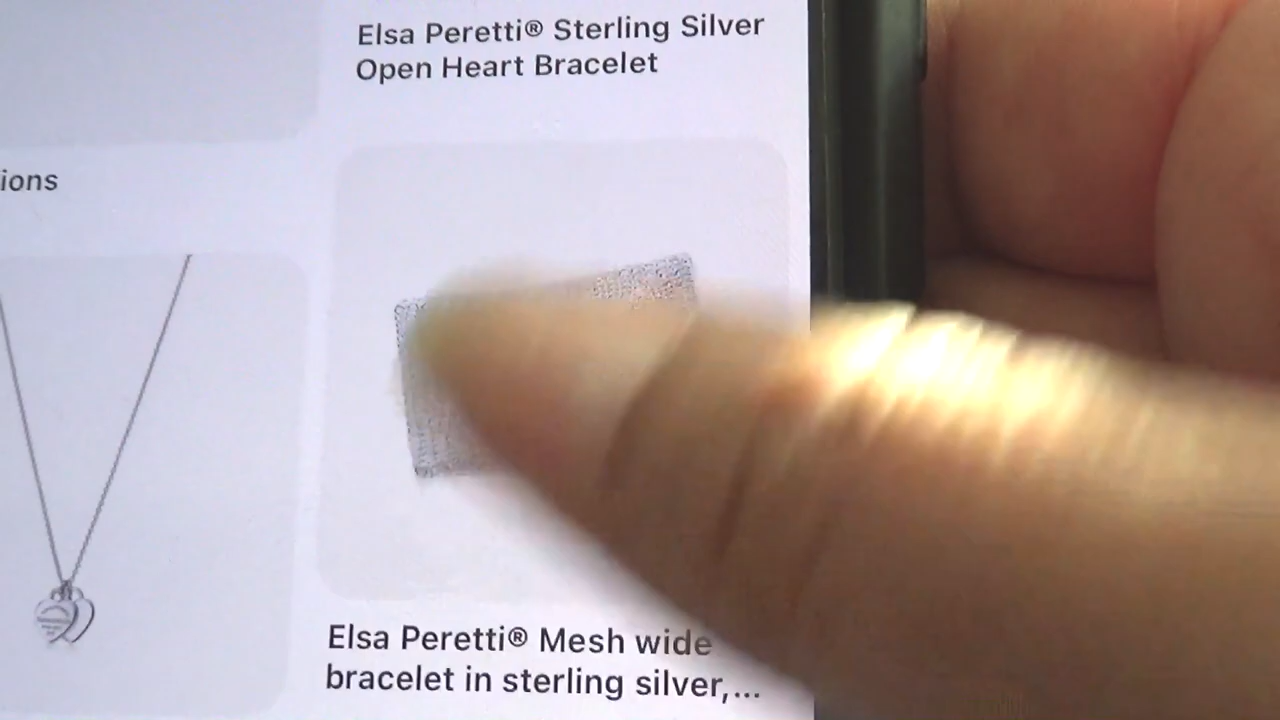 Elsa Peretti® Sterling Silver
Open Heart Bracelet
ions
Elsa Peretti® Mesh wide
bracelet in sterling silver,...